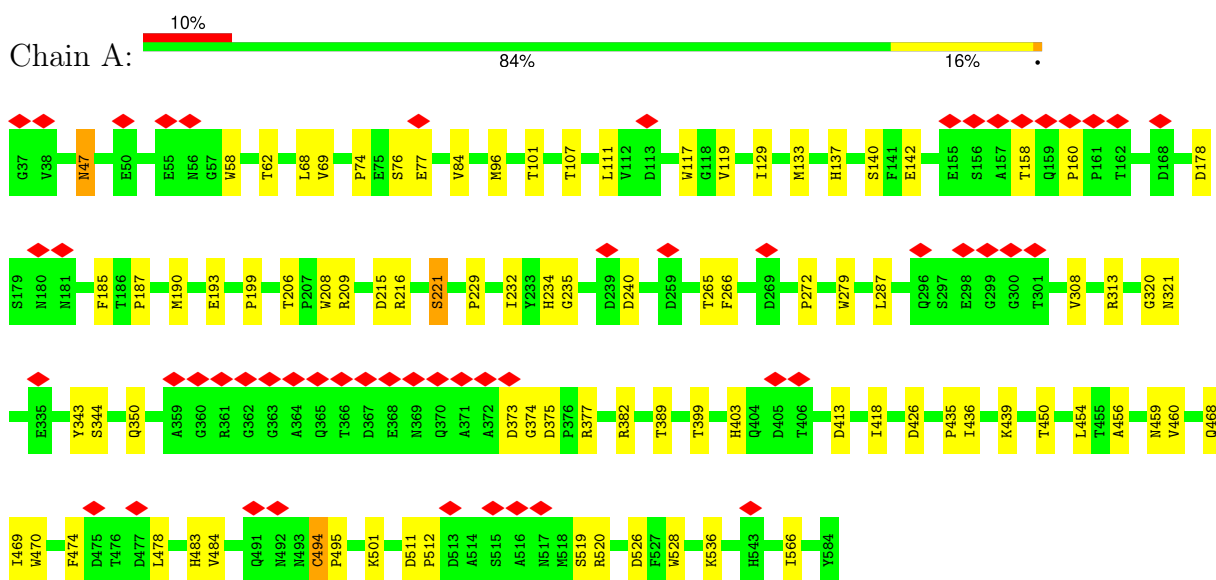 10%
Chain A:
84% 16% •
G37 V38 N47 E50 E55 N56 G57 W58 T62 L68 V69 P74 E75 S76 E77 V84 M96 T101 T107 L111 V112 D113 W117 G118 V119 I129 M133 H137 S140 F141 E142 E155 S156 A157 T158 Q159 P160 P161 T162 D168 D178
S179 N180 N181 F185 T186 P187 M190 E193 P199 T206 P207 W208 R209 D215 R216 S221 P229 I232 Y233 H234 G235 D239 D240 D259 T265 F266 D269 P272 W279 L287 Q296 S297 E298 G299 G300 T301 V308 R313 G320 N321
E335 Y343 S344 Q350 A359 G360 R361 G362 G363 A364 Q365 T366 D367 E368 N369 Q370 A371 A372 D373 G374 D375 P376 R377 R382 T389 T399 H403 Q404 D405 T406 D413 I418 D426 P435 I436 K439 T450 L454 T455 A456 N459 V460 Q468
I469 W470 F474 D475 T476 D477 L478 H483 V484 Q491 N492 N493 C494 P495 K501 D511 P512 D513 A514 S515 A516 N517 M518 S519 R520 D526 F527 W528 K536 H543 I566 Y584